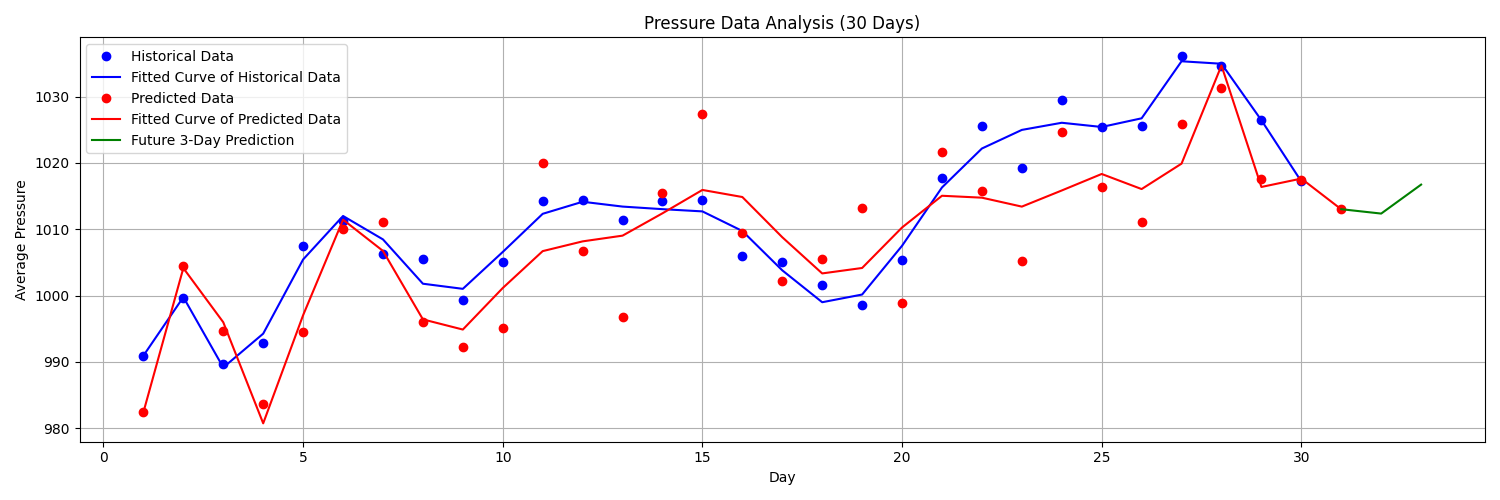 Pressure Data Analysis (30 Days)
Historical Data
Fitted Curve of Historical Data
Predicted Data
Fitted Curve of Predicted Data
Future 3-Day Prediction
Average Pressure
1030
1020
1010
1000
990
980
0 5 10 15 20 25 30
Day